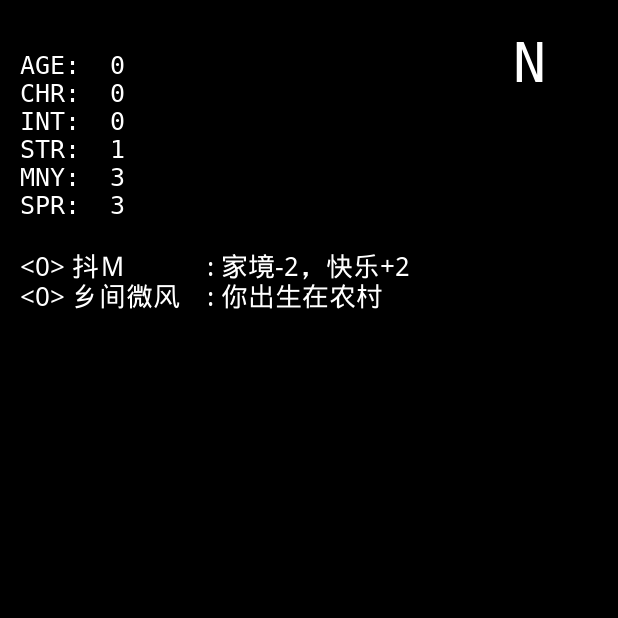 N
AGE: 0
CHR: 0
INT: 0
STR: 1
MNY: 3
SPR: 3
<0> 抖M : 家境-2，快乐+2
<0> 乡间微风 : 你出生在农村